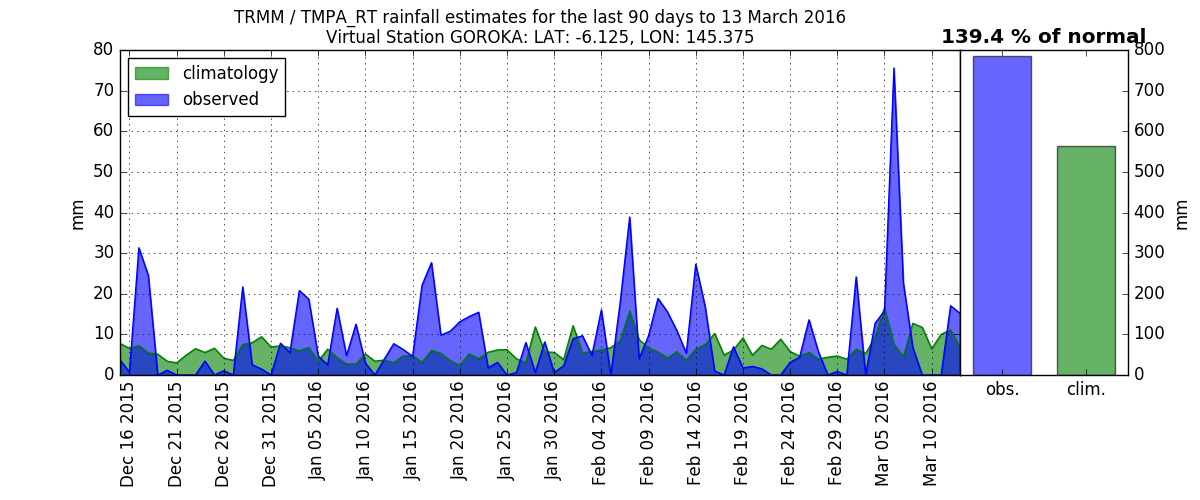 TRMM / TMPA_RT rainfall estimates for the last 90 days to 13 March 2016
Virtual Station GOROKA: LAT: -6.125, LON: 145.375
139.4 % of normal
climatology
observed
80
70
60
50
40
30
20
10
0
mm
800
700
600
500
400
300
200
100
0
mm
Dec 16 2015
Dec 21 2015
Dec 26 2015
Dec 31 2015
Jan 05 2016
Jan 10 2016
Jan 15 2016
Jan 20 2016
Jan 25 2016
Jan 30 2016
Feb 04 2016
Feb 09 2016
Feb 14 2016
Feb 19 2016
Feb 24 2016
Feb 29 2016
Mar 05 2016
Mar 10 2016
obs.
clim.